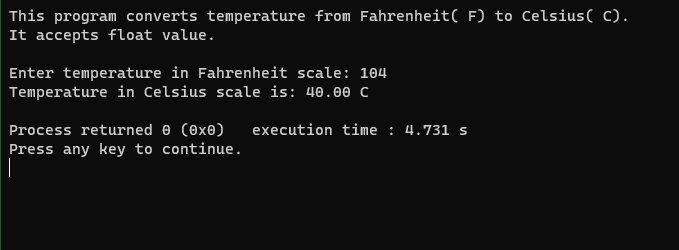 This program converts temperature from Fahrenheit( F) to Celsius( C).
It accepts float value.
Enter temperature in Fahrenheit scale: 104
Temperature in Celsius scale is: 40.00 C
Process returned 0 (0x0)   execution time : 4.731 s
Press any key to continue.